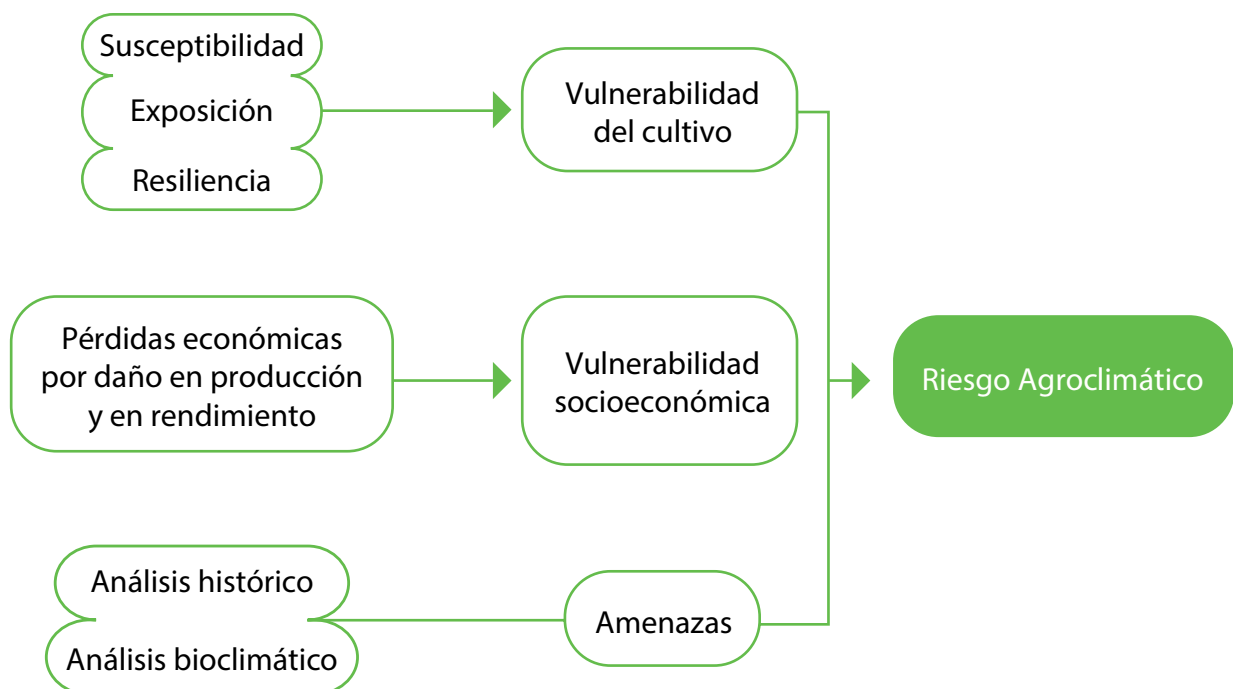 Susceptibilidad
Exposición
Resiliencia
Vulnerabilidad
del cultivo
Pérdidas económicas
por daño en producción
y en rendimiento
Vulnerabilidad
socioeconómica
Análisis histórico
Análisis bioclimático
Amenazas
Riesgo Agroclimático